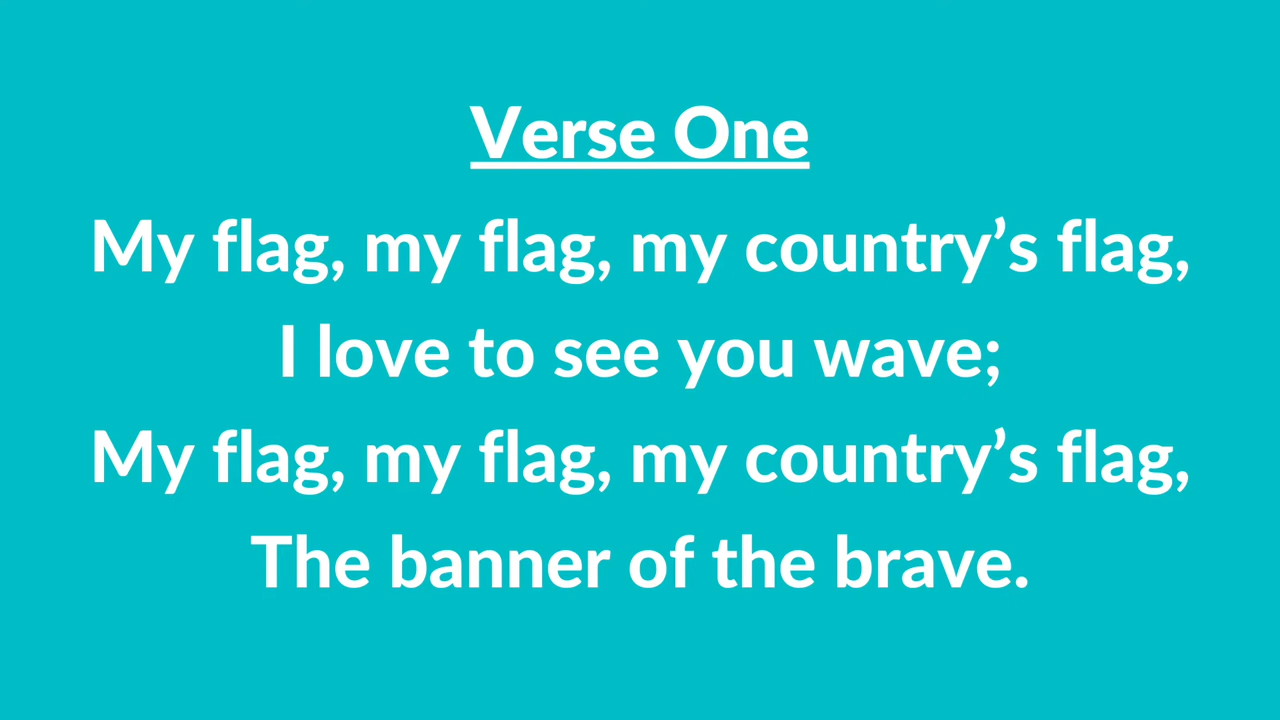 Verse One
My flag, my flag, my country’s flag,
I love to see you wave;
My flag, my flag, my country’s flag,
The banner of the brave.